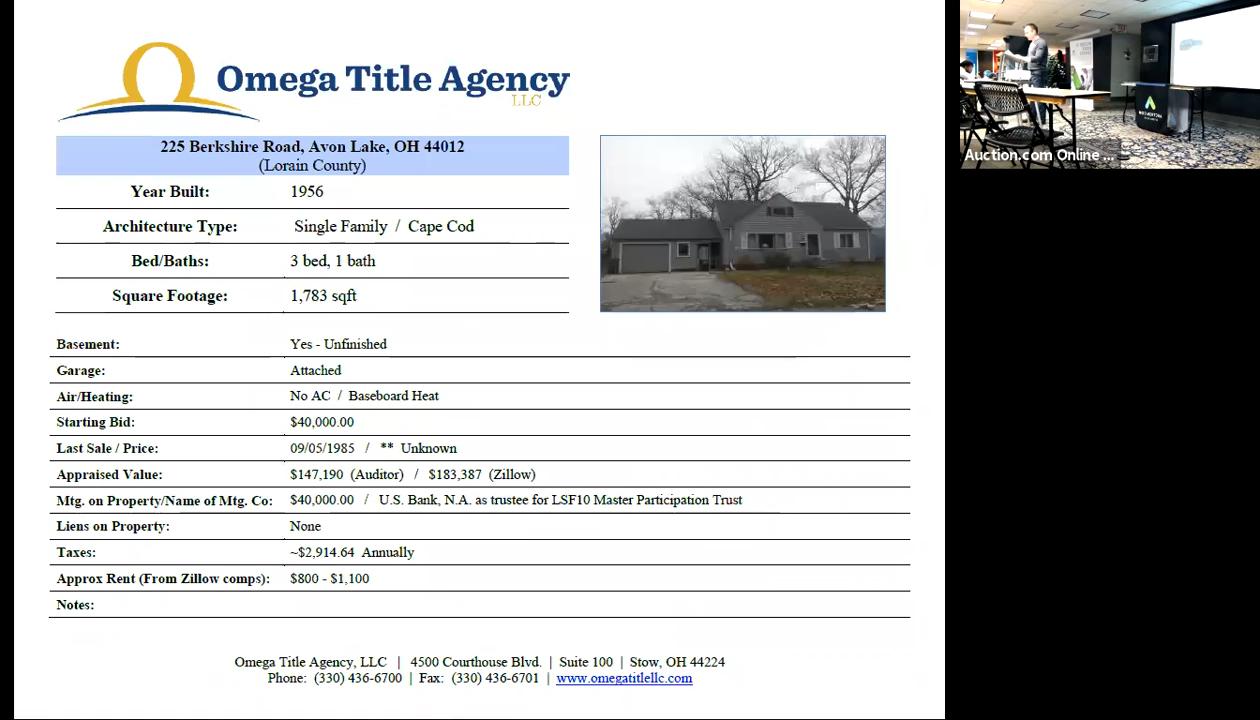 Omega Title Agency
LLC
225 Berkshire Road, Avon Lake, OH 44012
(Lorain County)
Year Built: 1956
Architecture Type: Single Family / Cape Cod
Bed/Baths: 3 bed, 1 bath
Square Footage: 1,783 sqft
Basement: Yes - Unfinished
Garage: Attached
Air/Heating: No AC / Baseboard Heat
Starting Bid: $40,000.00
Last Sale / Price: 09/05/1985 / ** Unknown
Appraised Value: $147,190 (Auditor) / $183,387 (Zillow)
Mtg. on Property/Name of Mtg. Co: $40,000.00 / U.S. Bank, N.A. as trustee for LSF10 Master Participation Trust
Liens on Property: None
Taxes: ~$2,914.64 Annually
Approx Rent (From Zillow comps): $800 - $1,100
Notes:
Omega Title Agency, LLC | 4500 Courthouse Blvd. | Suite 100 | Stow, OH 44224
Phone: (330) 436-6700 | Fax: (330) 436-6701 | www.omegatitlellc.com
Auction.com Online ...